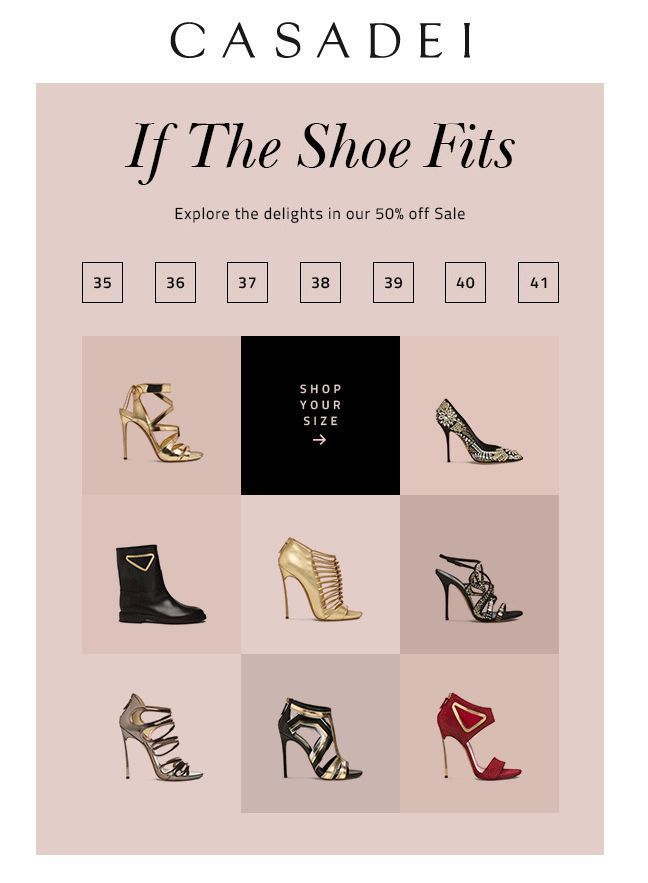 CASADEI
If The Shoe Fits
Explore the delights in our 50% off Sale
35 36 37 38 39 40 41
SHOP
YOUR
SIZE
→